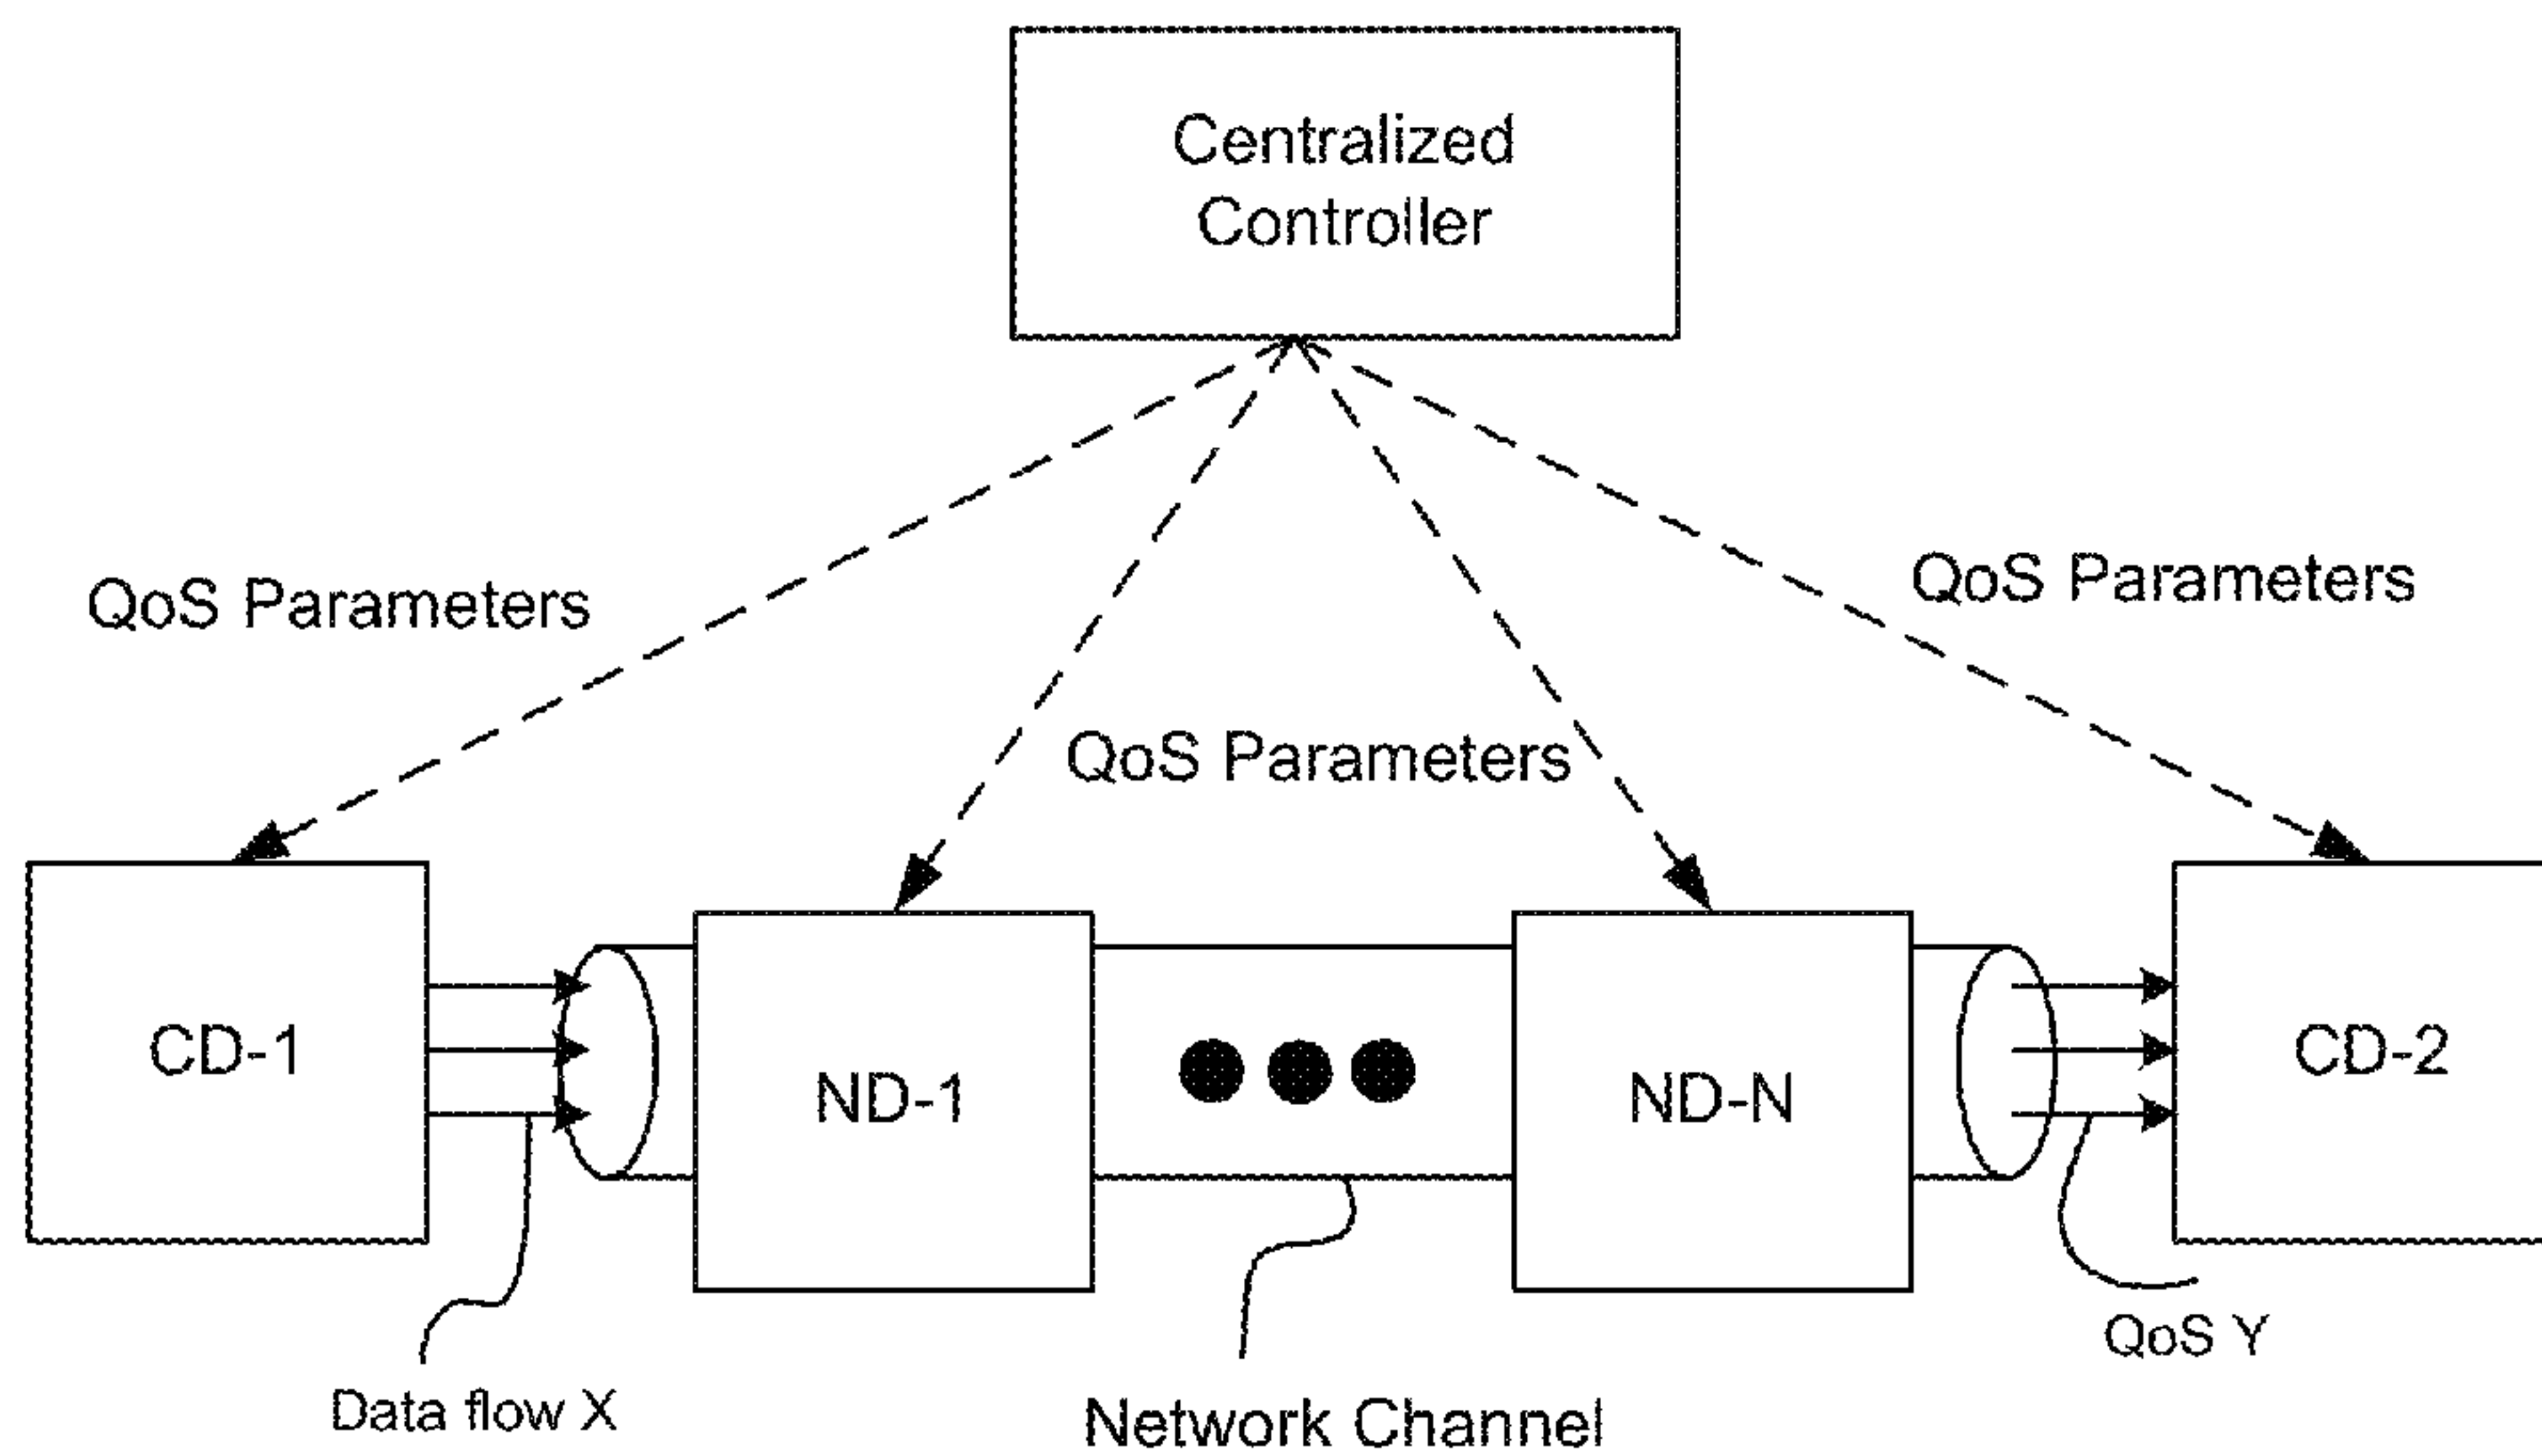 Centralized
Controller
QoS Parameters
QoS Parameters
QoS Parameters
CD-1
ND-1
ND-N
CD-2
QoS Y
Data flow X
Network Channel